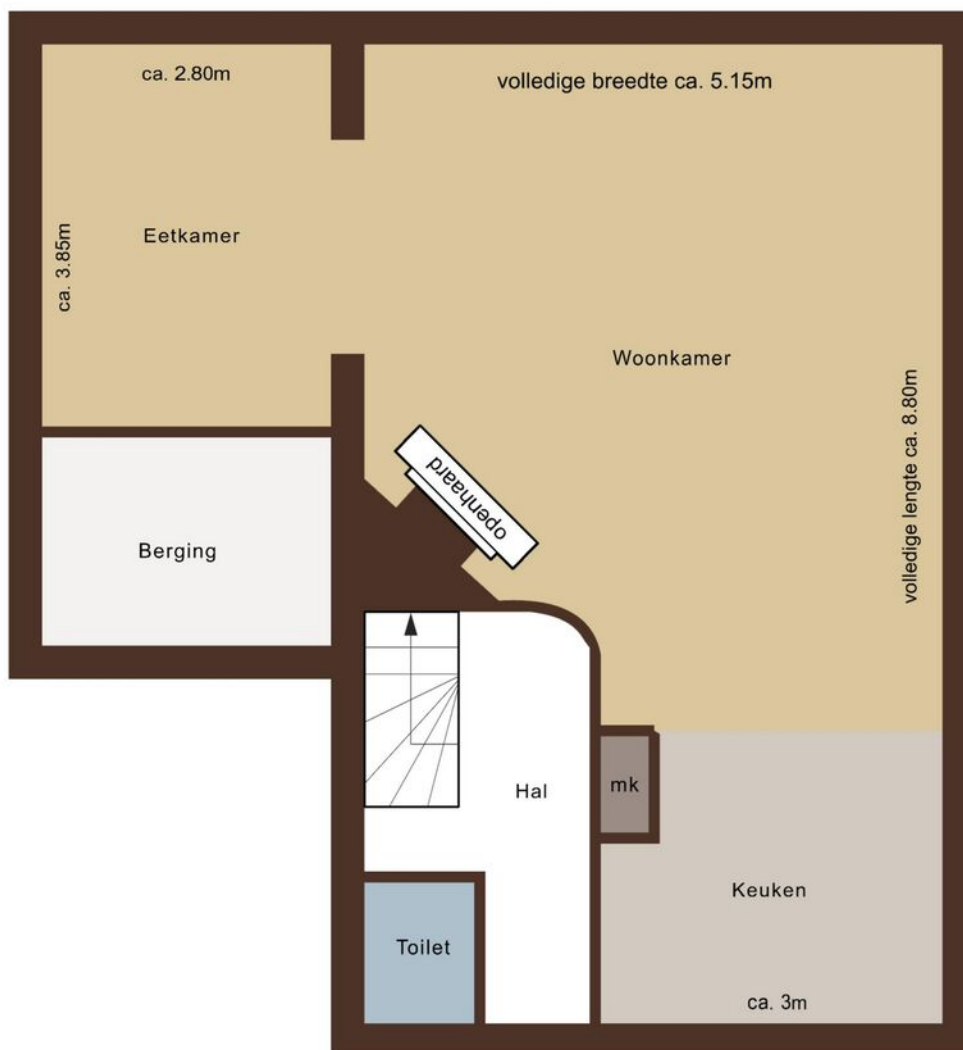 ca. 2.80m
volledige breedte ca. 5.15m
Eetkamer
ca. 3.85m
Woonkamer
volledige lengte ca. 8.80m
openhaard
Berging
Hal
mk
Keuken
Toilet
ca. 3m